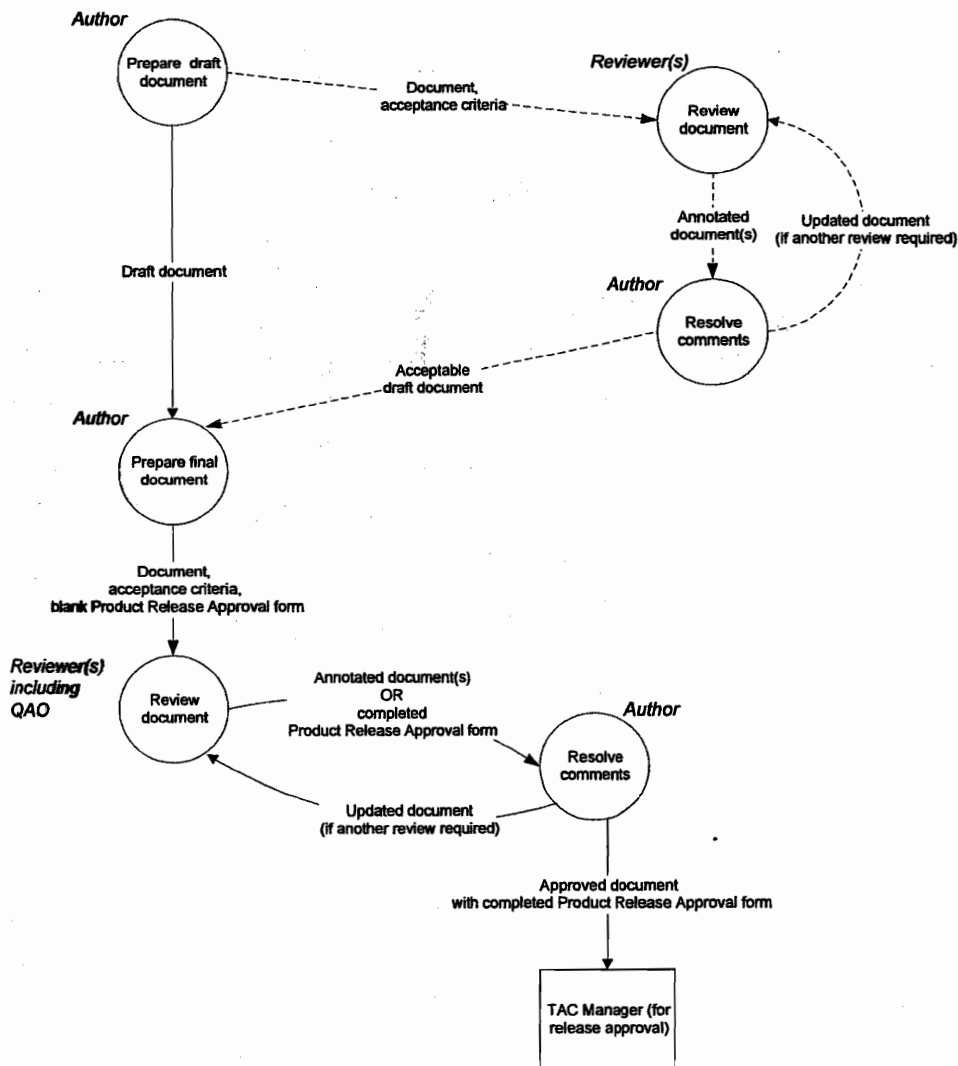 Author
Prepare draft
document
Reviewer(s)
Document,
acceptance criteria
Review
document
Annotated
document(s)
Updated document
(if another review required)
Draft document
Author
Resolve
comments
Acceptable
draft document
Author
Prepare final
document
Document,
acceptance criteria,
blank Product Release Approval form
Reviewer(s)
including
QAO
Review
document
Annotated document(s)
OR
completed
Product Release Approval form
Author
Resolve
comments
Updated document
(if another review required)
Approved document
with completed Product Release Approval form
TAC Manager (for
release approval)